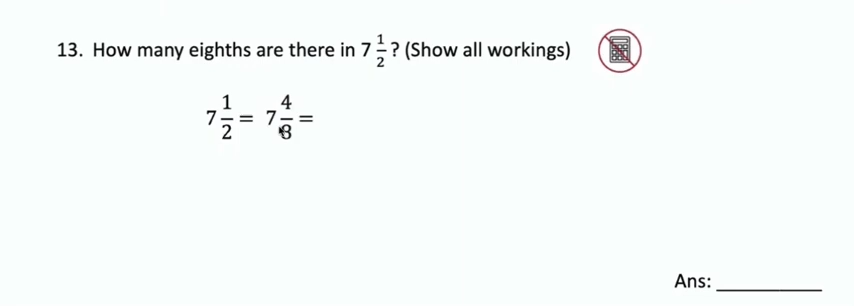 13. How many eighths are there in 7 1/2 ? (Show all workings)
7 1/2 = 7 4/8 =
Ans: ________